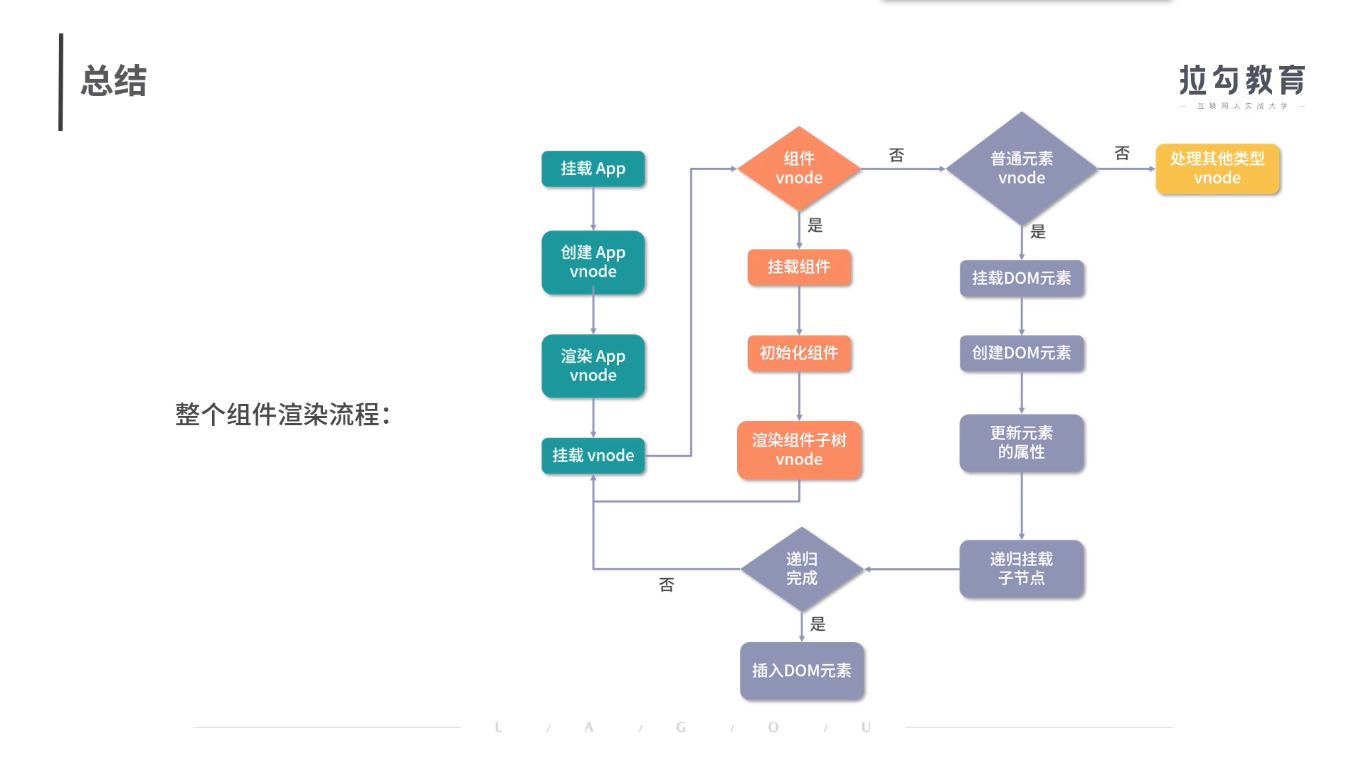 总结
拉勾教育
— 互联网人实战大学 —
整个组件渲染流程：
挂载 App
创建 App
vnode
渲染 App
vnode
挂载 vnode
组件
vnode
否
是
挂载组件
初始化组件
渲染组件子树
vnode
普通元素
vnode
否
是
处理其他类型
vnode
挂载DOM元素
创建DOM元素
更新元素
的属性
递归挂载
子节点
递归
完成
否
是
插入DOM元素
L / A / G / O / U